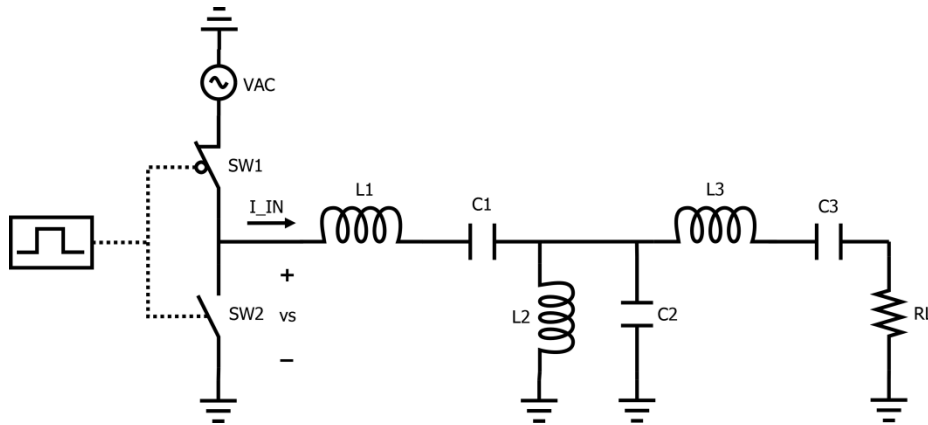 VAC
SW1
I_IN
L1
C1
L3
C3
+
SW2
vs
−
L2
C2
RL